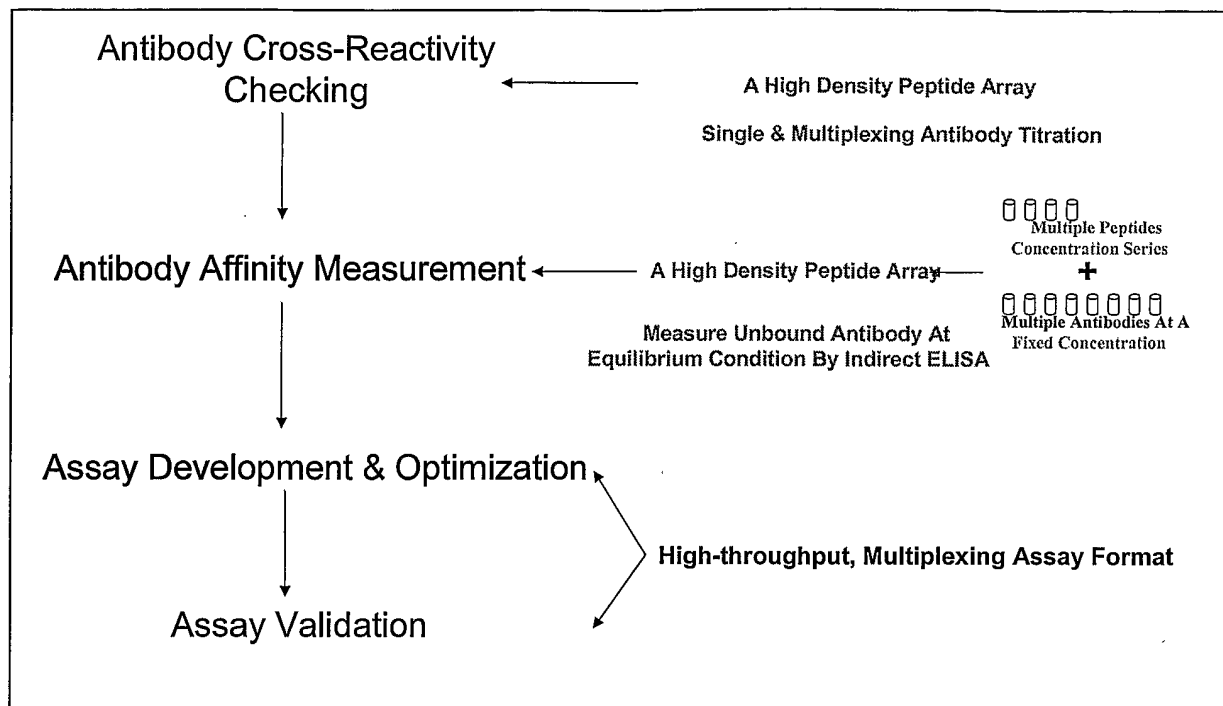 Antibody Cross-Reactivity
Checking
A High Density Peptide Array
Single & Multiplexing Antibody Titration
Multiple Peptides
Concentration Series
+
Antibody Affinity Measurement
A High Density Peptide Array
Measure Unbound Antibody At
Equilibrium Condition By Indirect ELISA
Multiple Antibodies At A
Fixed Concentration
Assay Development & Optimization
High-throughput, Multiplexing Assay Format
Assay Validation